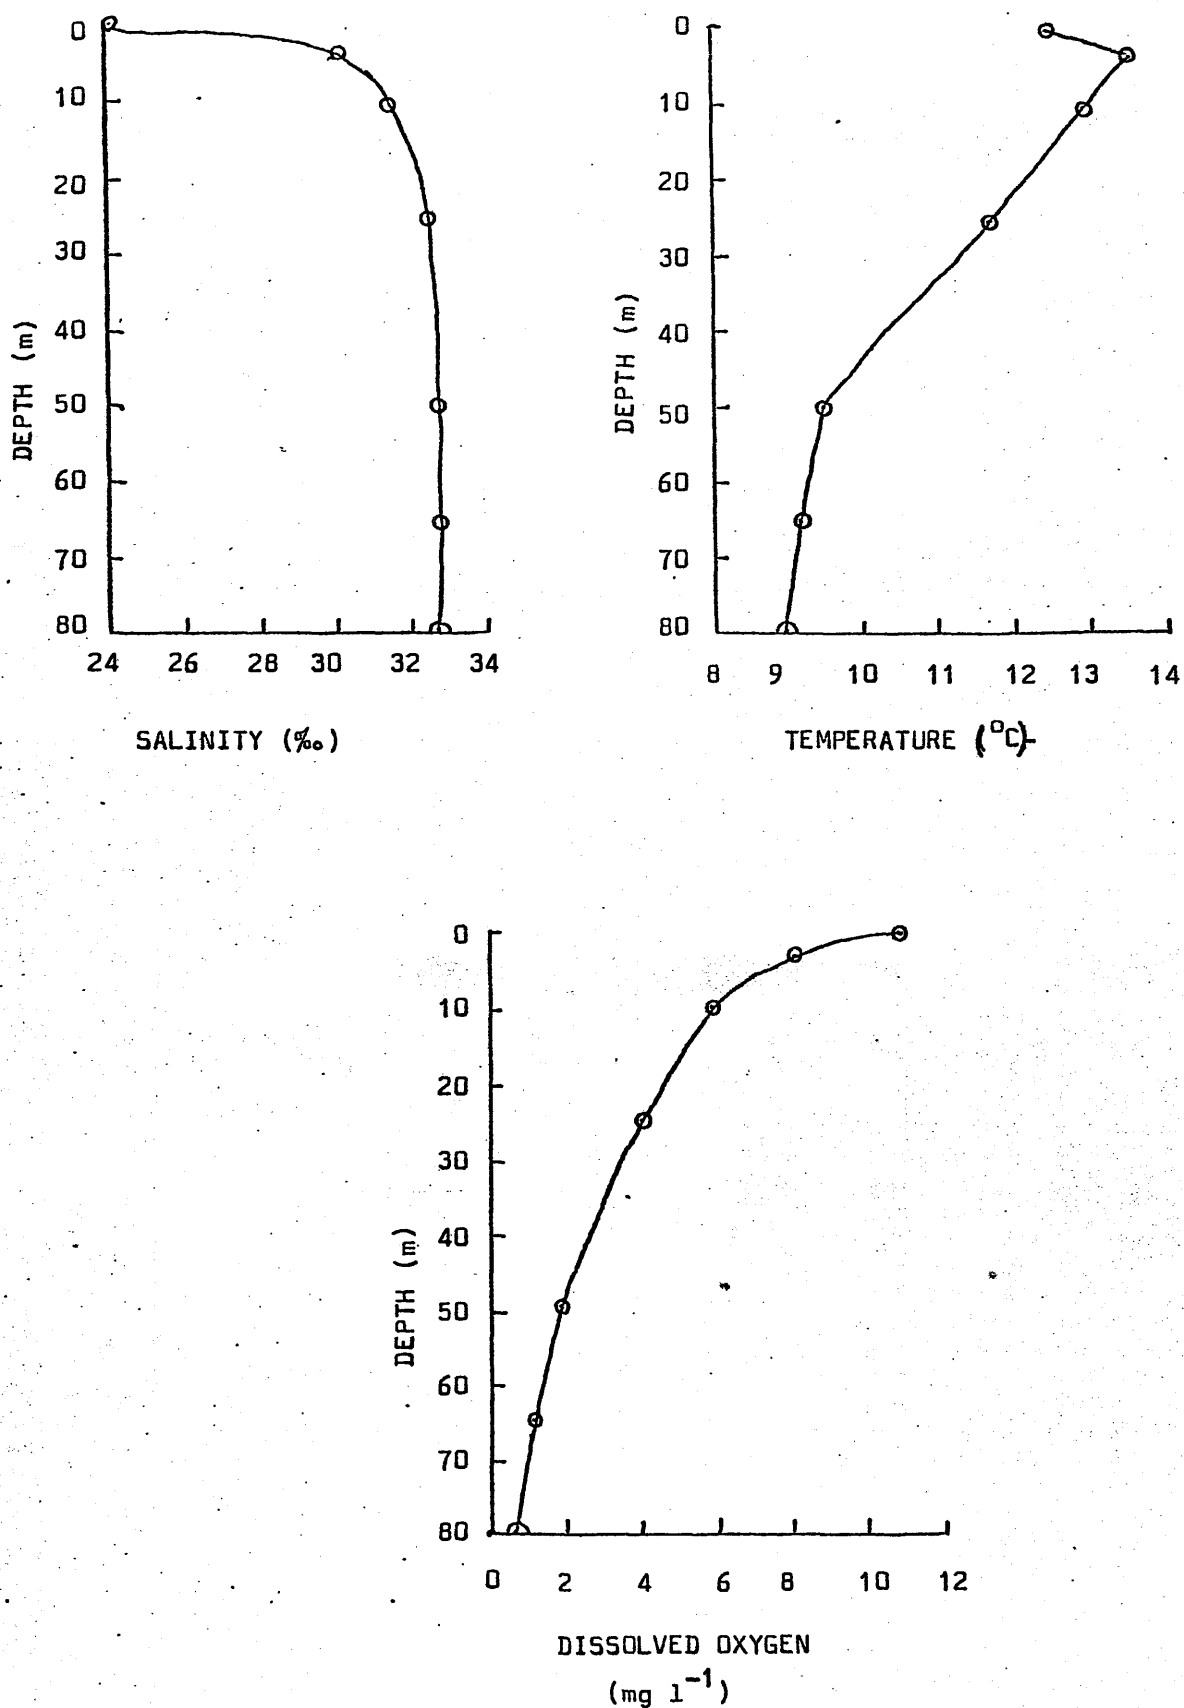 0
10
20
30
40
50
60
70
80
DEPTH (m)
24 26 28 30 32 34
SALINITY (‰)
0
10
20
30
40
50
60
70
80
DEPTH (m)
8 9 10 11 12 13 14
TEMPERATURE (°C)
0
10
20
30
40
50
60
70
80
DEPTH (m)
0 2 4 6 8 10 12
DISSOLVED OXYGEN
(mg l⁻¹)